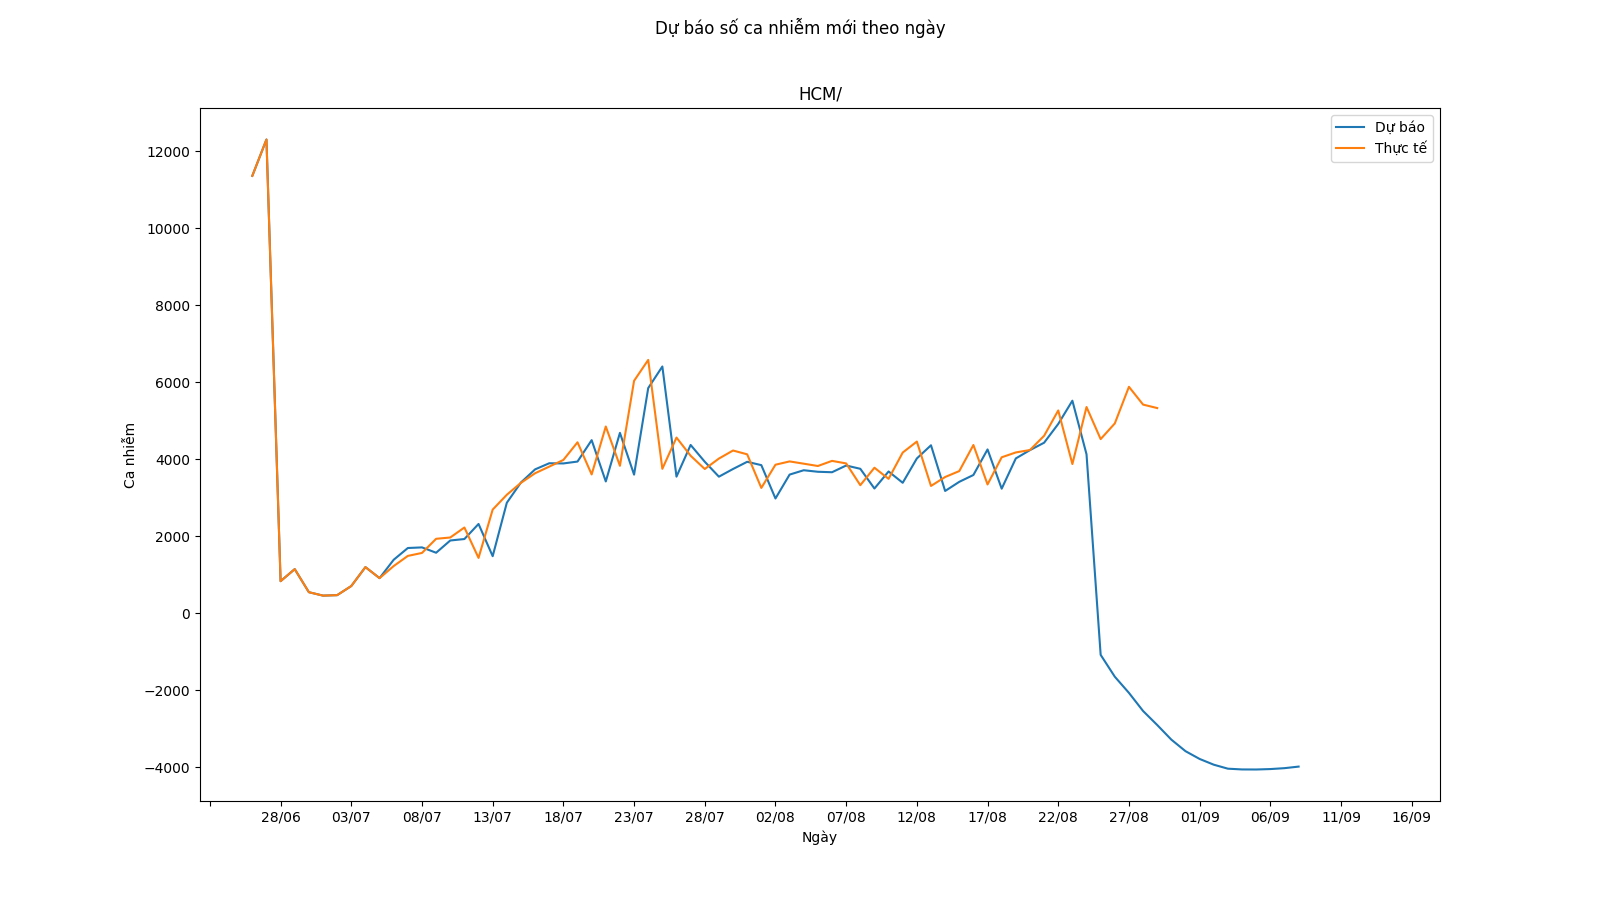 Dự báo số ca nhiễm mới theo ngày
HCM/
Dự báo
Thực tế
12000
10000
8000
6000
4000
2000
0
−2000
−4000
Ca nhiễm
28/06 03/07 08/07 13/07 18/07 23/07 28/07 02/08 07/08 12/08 17/08 22/08 27/08 01/09 06/09 11/09 16/09
Ngày